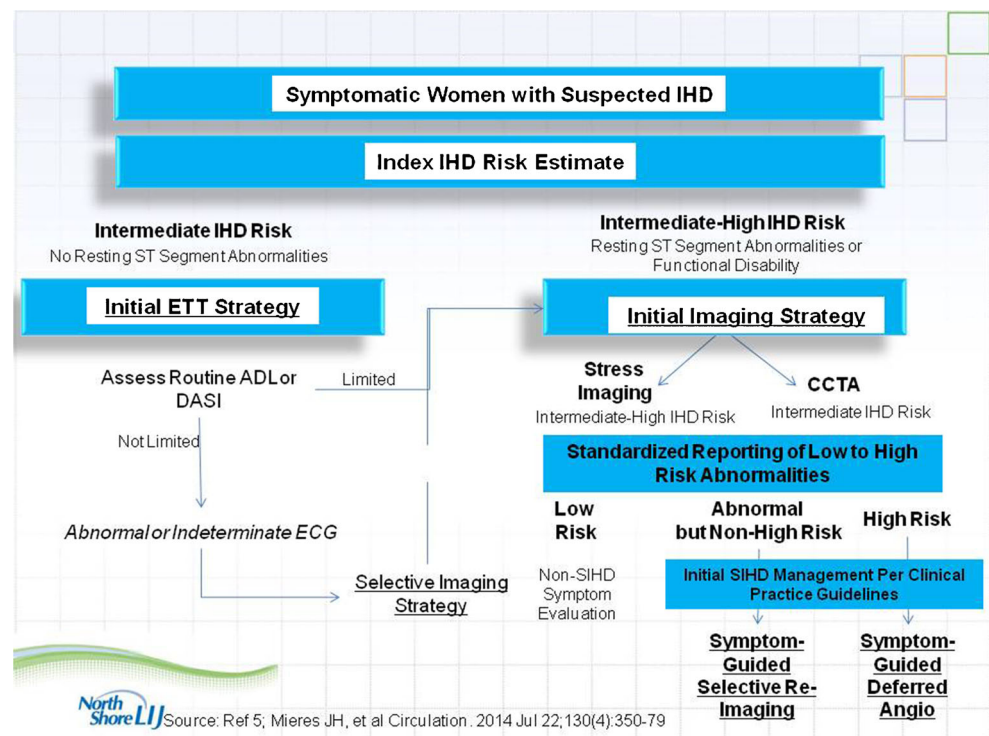 Symptomatic Women with Suspected IHD
Index IHD Risk Estimate
Intermediate IHD Risk
No Resting ST Segment Abnormalities
Initial ETT Strategy
Assess Routine ADL or
DASI
Limited
Not Limited
Abnormal or Indeterminate ECG
Selective Imaging
Strategy
Intermediate-High IHD Risk
Resting ST Segment Abnormalities or
Functional Disability
Initial Imaging Strategy
Stress
Imaging
Intermediate-High IHD Risk
CCTA
Intermediate IHD Risk
Standardized Reporting of Low to High
Risk Abnormalities
Low
Risk
Non-SIHD
Symptom
Evaluation
Abnormal
but Non-High Risk
High Risk
Initial SIHD Management Per Clinical
Practice Guidelines
Symptom-
Guided
Selective Re-
Imaging
Symptom-
Guided
Deferred
Angio
North
Shore LIJ
Source: Ref 5; Mieres JH, et al Circulation. 2014 Jul 22;130(4):350-79